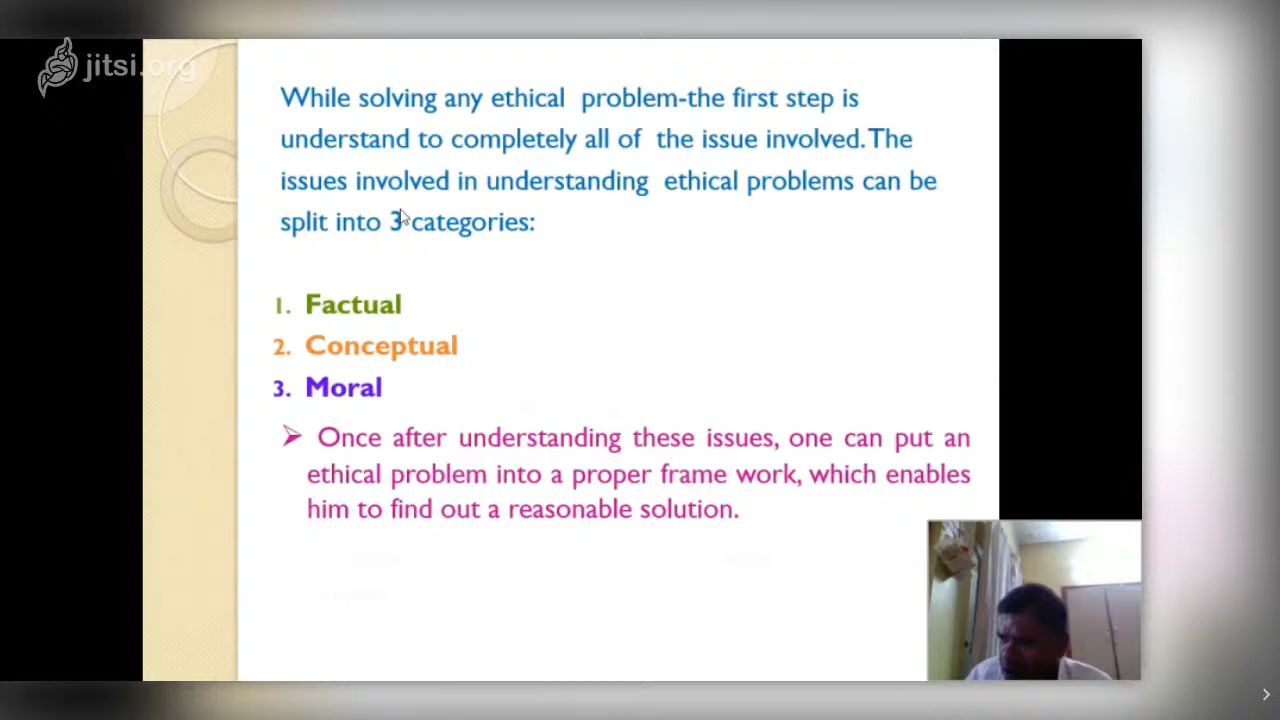 jitsi.org
While solving any ethical problem-the first step is
understand to completely all of the issue involved. The
issues involved in understanding ethical problems can be
split into 3 categories:
1. Factual
2. Conceptual
3. Moral
➢ Once after understanding these issues, one can put an
ethical problem into a proper frame work, which enables
him to find out a reasonable solution.